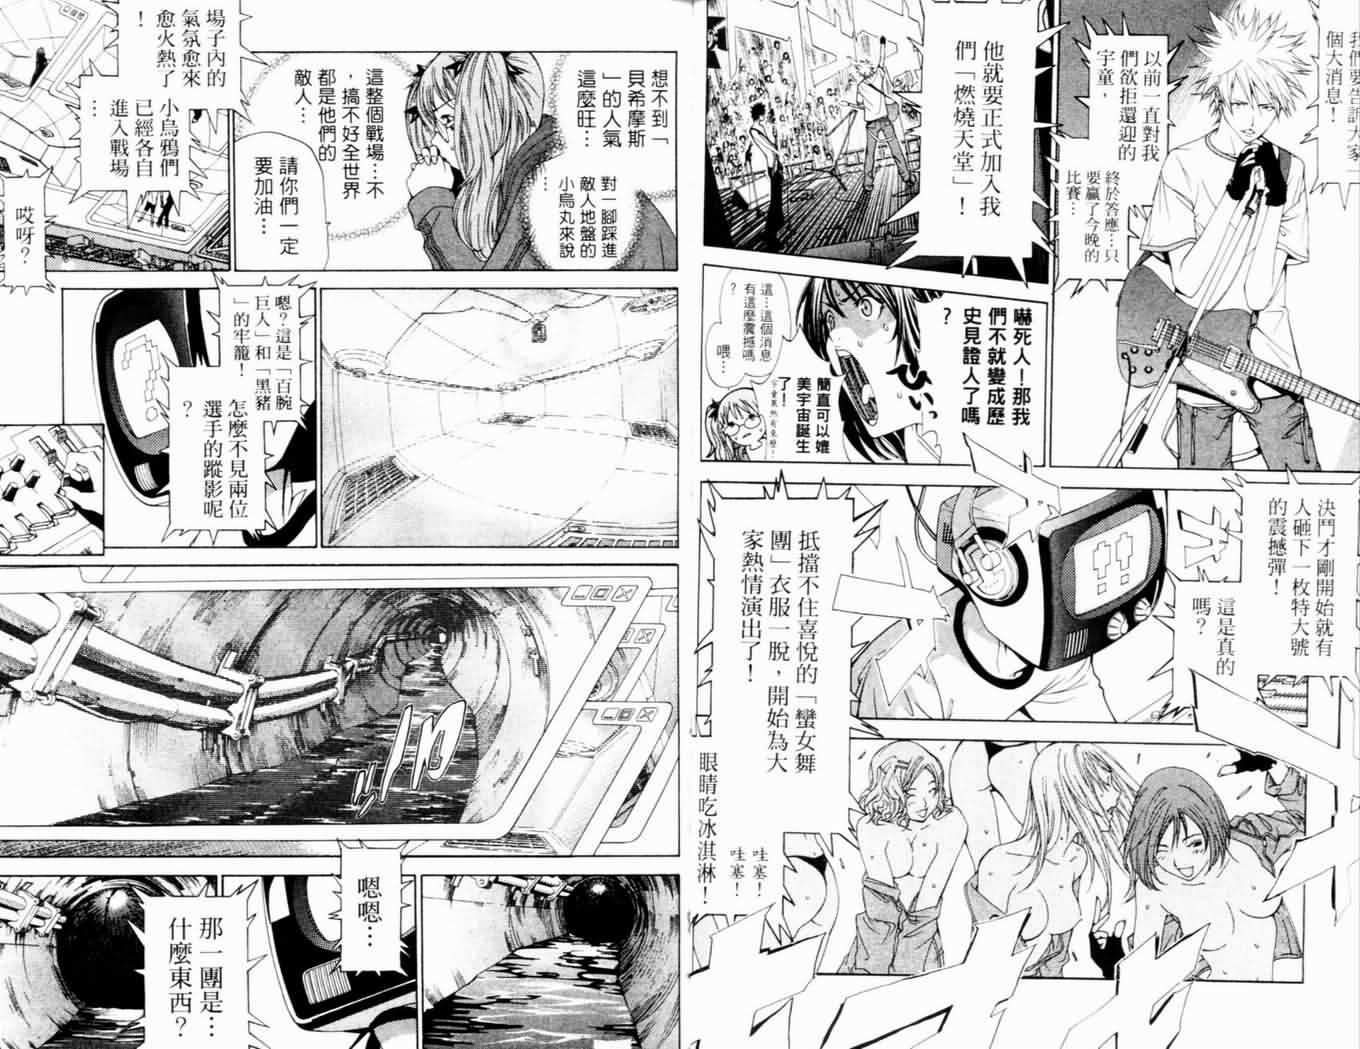 我們要告訴大家一
個大消息！
以前一直對我
們欲拒還迎的
宇童，
終於答應…只
要贏了今晚的
比賽…
他就要正式加入我
們「燃燒天堂」！
嚇死人！那我
們不就變成歷
史見證人了嗎
？
簡直可以媲
美宇宙誕生
了！
這…這個消息
有這麼震撼嗎
？
喂…
決鬥才剛開始就有
人砸下一枚特大號
的震撼彈！
這是真的
嗎？
抵擋不住喜悅的「蠻女舞
團」衣服一脫，開始為大
家熱情演出了！
哇塞！
哇塞！
眼睛吃冰淇淋！
想不到「
貝希摩斯
」的人氣
這麼旺…
對一腳踩進
敵人地盤的
小烏丸來說
…
這整個戰場…不
，搞不好全世界
都是他們的
敵人…
請你們一定
要加油…
場子內的
氣氛愈來
愈火熱了
！
小烏鴉們
已經各自
進入戰場
…
哎呀？
嗯？這是「百腕
巨人」和「黑豬
」的牢籠！
怎麼不見兩位
選手的蹤影呢
？
嗯嗯…
那一團是…
什麼東西？